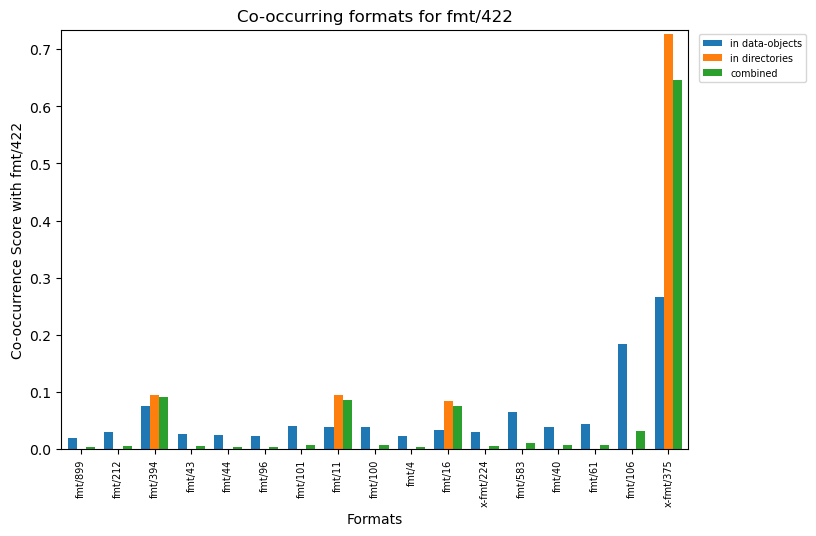 Co-occurring formats for fmt/422
in data-objects
in directories
combined
Co-occurrence Score with fmt/422
0.7
0.6
0.5
0.4
0.3
0.2
0.1
0.0
fmt/899
fmt/212
fmt/394
fmt/43
fmt/44
fmt/96
fmt/101
fmt/11
fmt/100
fmt/4
fmt/16
x-fmt/224
fmt/583
fmt/40
fmt/61
fmt/106
x-fmt/375
Formats